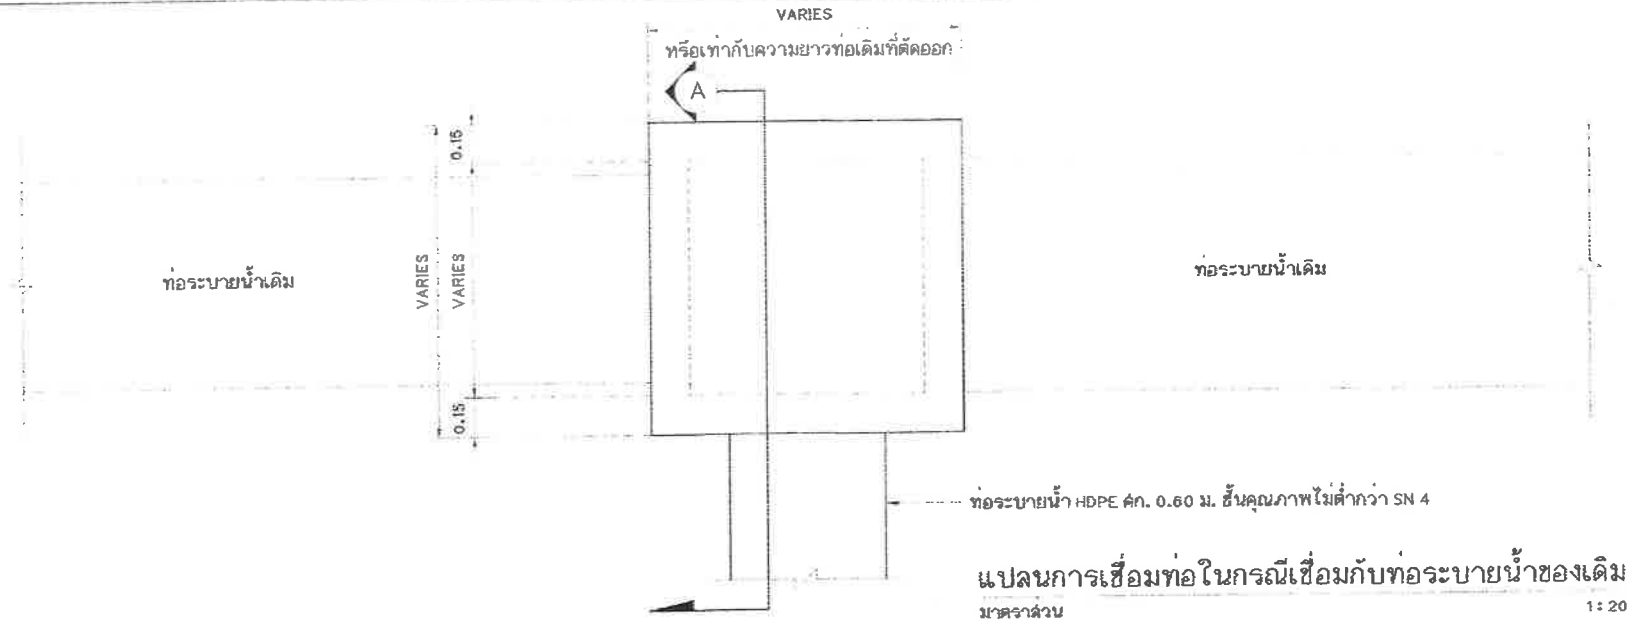 VARIES
หรือเท่ากับความยาวท่อเดิมที่ตัดออก
A
0.15
VARIES
VARIES
0.15
ท่อระบายน้ำเดิม
ท่อระบายน้ำเดิม
ท่อระบายน้ำ HDPE ศก. 0.60 ม. ชั้นคุณภาพไม่ต่ำกว่า SN 4
แปลนการเชื่อมท่อในกรณีเชื่อมกับท่อระบายน้ำของเดิม
มาตราส่วน 1:20